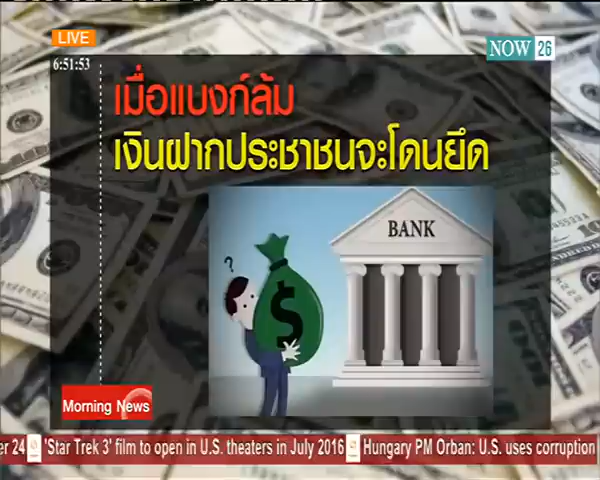 LIVE
NOW 26
6:51:53
เมื่อแบงก์ล้ม
เงินฝากประชาชนจะโดนยึด
?
BANK
$
Morning News
er 24 'Star Trek 3' film to open in U.S. theaters in July 2016 Hungary PM Orban: U.S. uses corruption